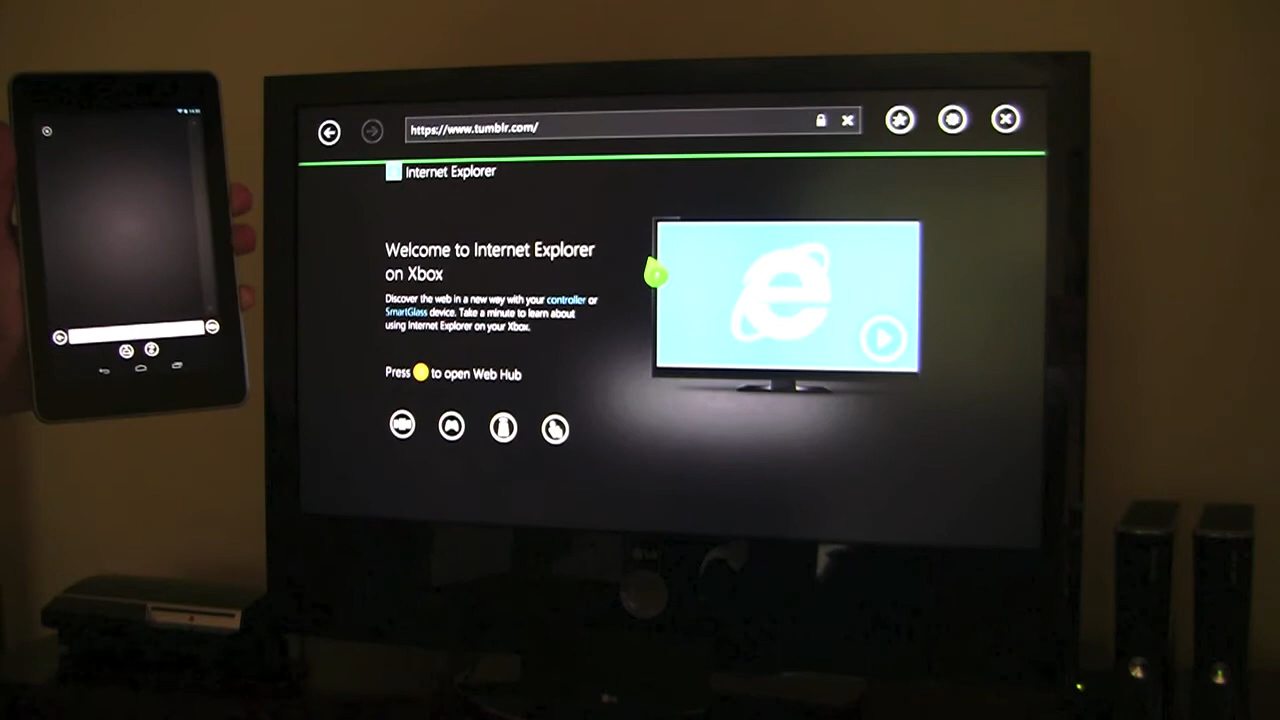 https://www.tumblr.com/
Internet Explorer
Welcome to Internet Explorer
on Xbox
Discover the web in a new way with your controller or
SmartGlass device. Take a minute to learn about
using Internet Explorer on your Xbox.
Press to open Web Hub
LG